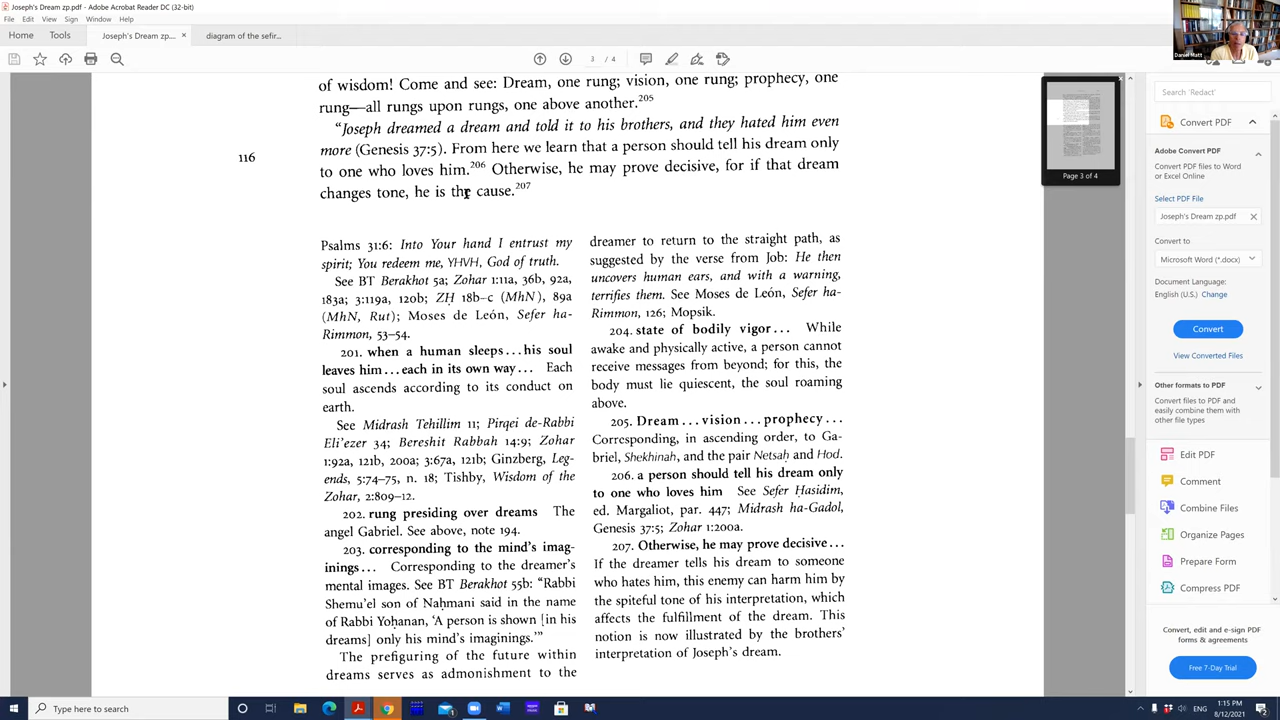 Joseph's Dream zp.pdf - Adobe Acrobat Reader DC (32-bit)
File Edit View Sign Window Help
Home Tools Joseph's Dream zp.... × diagram of the sefir...
3 / 4
Daniel Matt
of wisdom! Come and see: Dream, one rung; vision, one rung; prophecy, one
rung—all rungs upon rungs, one above another.205
"Joseph dreamed a dream and told it to his brothers, and they hated him even
more (Genesis 37:5). From here we learn that a person should tell his dream only
116
to one who loves him.206 Otherwise, he may prove decisive, for if that dream
changes tone, he is the cause.207
Psalms 31:6: Into Your hand I entrust my
spirit; You redeem me, YHVH, God of truth.
See BT Berakhot 5a; Zohar 1:11a, 36b, 92a,
183a; 3:119a, 120b; ZḤ 18b–c (MhN), 89a
(MhN, Rut); Moses de León, Sefer ha-
Rimmon, 53–54.
201. when a human sleeps... his soul
leaves him... each in its own way... Each
soul ascends according to its conduct on
earth.
See Midrash Tehillim 11; Pirqei de-Rabbi
Eli'ezer 34; Bereshit Rabbah 14:9; Zohar
1:92a, 121b, 200a; 3:67a, 121b; Ginzberg, Leg-
ends, 5:74–75, n. 18; Tishby, Wisdom of the
Zohar, 2:809–12.
202. rung presiding over dreams The
angel Gabriel. See above, note 194.
203. corresponding to the mind's imag-
inings... Corresponding to the dreamer's
mental images. See BT Berakhot 55b: "Rabbi
Shemu'el son of Naḥmani said in the name
of Rabbi Yoḥanan, 'A person is shown [in his
dreams] only his mind's imaginings.'"
The prefiguring of the future within
dreams serves as admonishment to the
dreamer to return to the straight path, as
suggested by the verse from Job: He then
uncovers human ears, and with a warning,
terrifies them. See Moses de León, Sefer ha-
Rimmon, 126; Mopsik.
204. state of bodily vigor... While
awake and physically active, a person cannot
receive messages from beyond; for this, the
body must lie quiescent, the soul roaming
above.
205. Dream... vision... prophecy...
Corresponding, in ascending order, to Ga-
briel, Shekhinah, and the pair Netsaḥ and Hod.
206. a person should tell his dream only
to one who loves him See Sefer Ḥasidim,
ed. Margaliot, par. 447; Midrash ha-Gadol,
Genesis 37:5; Zohar 1:200a.
207. Otherwise, he may prove decisive...
If the dreamer tells his dream to someone
who hates him, this enemy can harm him by
the spiteful tone of his interpretation, which
affects the fulfillment of the dream. This
notion is now illustrated by the brothers'
interpretation of Joseph's dream.
Page 3 of 4
Search 'Redact'
Convert PDF
Adobe Convert PDF
Convert PDF files to Word
or Excel Online
Select PDF File
Joseph's Dream zp.pdf ×
Convert to
Microsoft Word (*.docx)
Document Language:
English (U.S.) Change
Convert
View Converted Files
Other formats to PDF
Convert files to PDF and
easily combine them with
other file types
Edit PDF
Comment
Combine Files
Organize Pages
Prepare Form
Compress PDF
Convert, edit and e-sign PDF
forms & agreements
Free 7-Day Trial
Type here to search
ENG
1:15 PM
8/12/2021
2